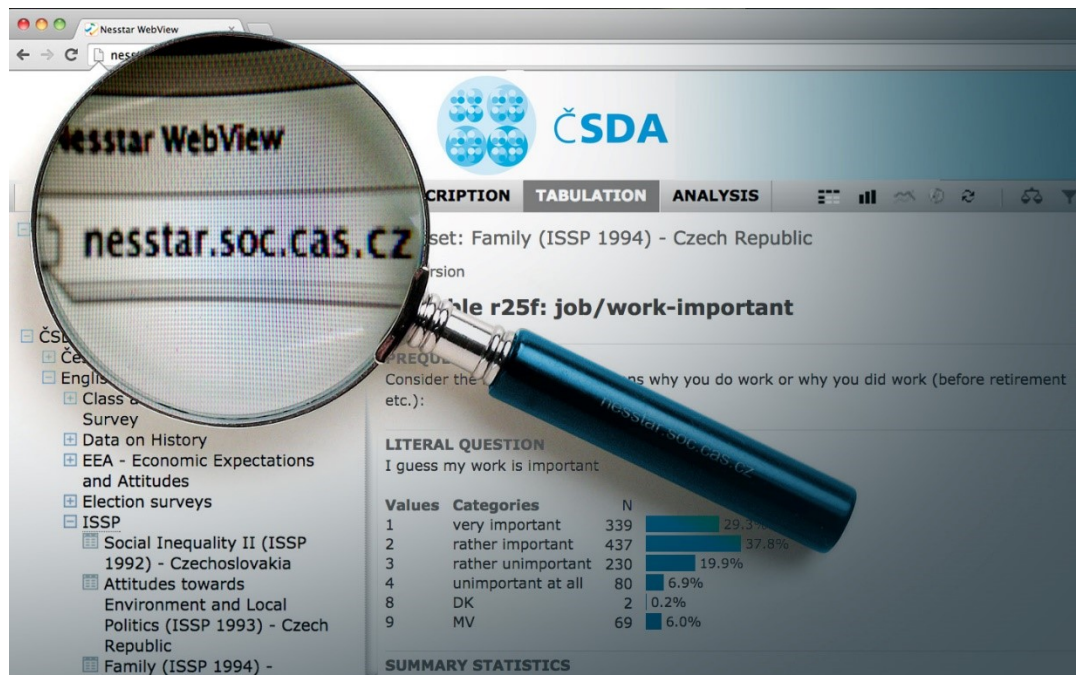 Nesstar WebView
Nesstar WebView
nesstar.soc.cas.cz
ČSDA
TABULATION
ANALYSIS
Family (ISSP 1994) - Czech Republic
r25f: job/work-important
Consider the why you do work or why you did work (before retirement
etc.):
LITERAL QUESTION
I guess my work is important
Values Categories N
1 very important 339 29.3%
2 rather important 437 37.8%
3 rather unimportant 230 19.9%
4 unimportant at all 80 6.9%
8 DK 2 0.2%
9 MV 69 6.0%
SUMMARY STATISTICS
Class
Survey
Data on History
EEA - Economic Expectations
and Attitudes
Election surveys
ISSP
Social Inequality II (ISSP
1992) - Czechoslovakia
Attitudes towards
Environment and Local
Politics (ISSP 1993) - Czech
Republic
Family (ISSP 1994) -
nesstar.soc.cas.cz